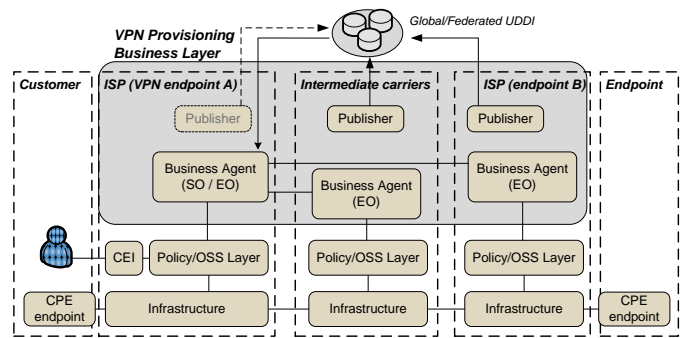 Global/Federated UDDI
VPN Provisioning
Business Layer
Customer
ISP (VPN endpoint A)
Intermediate carriers
ISP (endpoint B)
Endpoint
Publisher
Publisher
Publisher
Business Agent
(SO / EO)
Business Agent
(EO)
Business Agent
(EO)
CEI
Policy/OSS Layer
Policy/OSS Layer
Policy/OSS Layer
CPE
endpoint
Infrastructure
Infrastructure
Infrastructure
CPE
endpoint